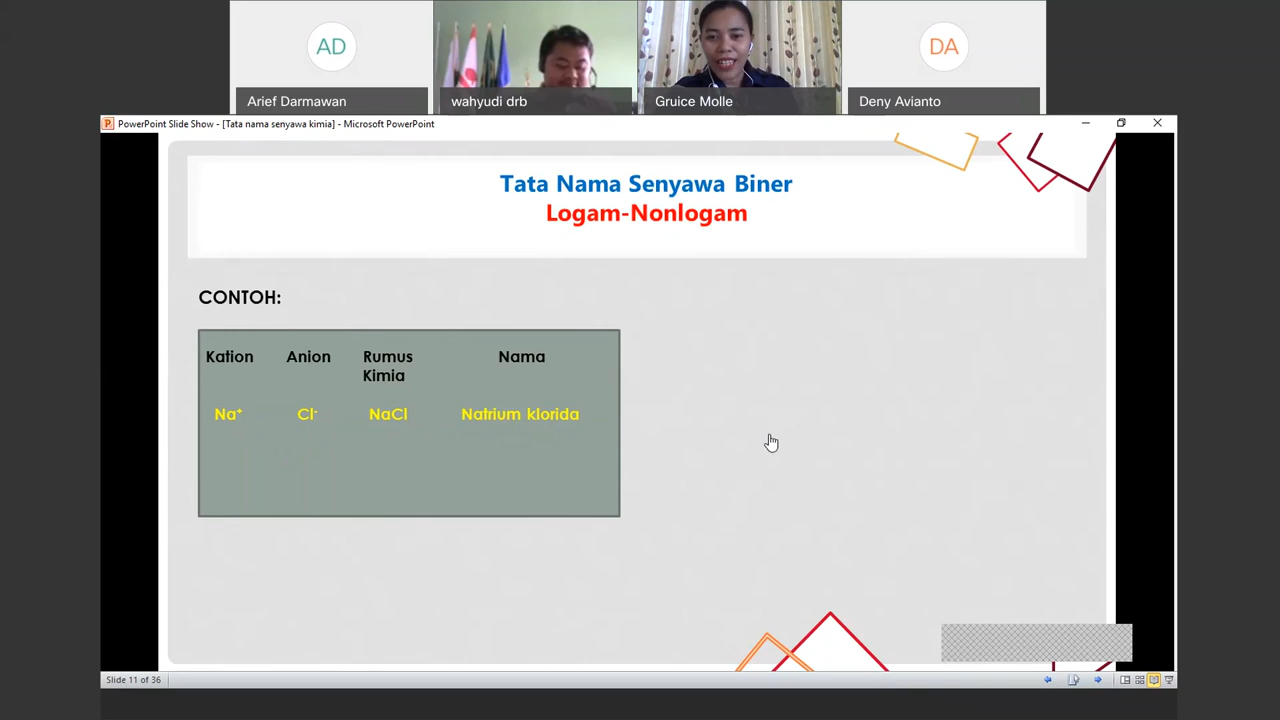 AD
DA
Arief Darmawan
wahyudi drb
Gruice Molle
Deny Avianto
PowerPoint Slide Show - [Tata nama senyawa kimia] - Microsoft PowerPoint
Tata Nama Senyawa Biner
Logam-Nonlogam
CONTOH:
Kation Anion Rumus Kimia Nama
Na⁺ Cl⁻ NaCl Natrium klorida
Slide 11 of 36